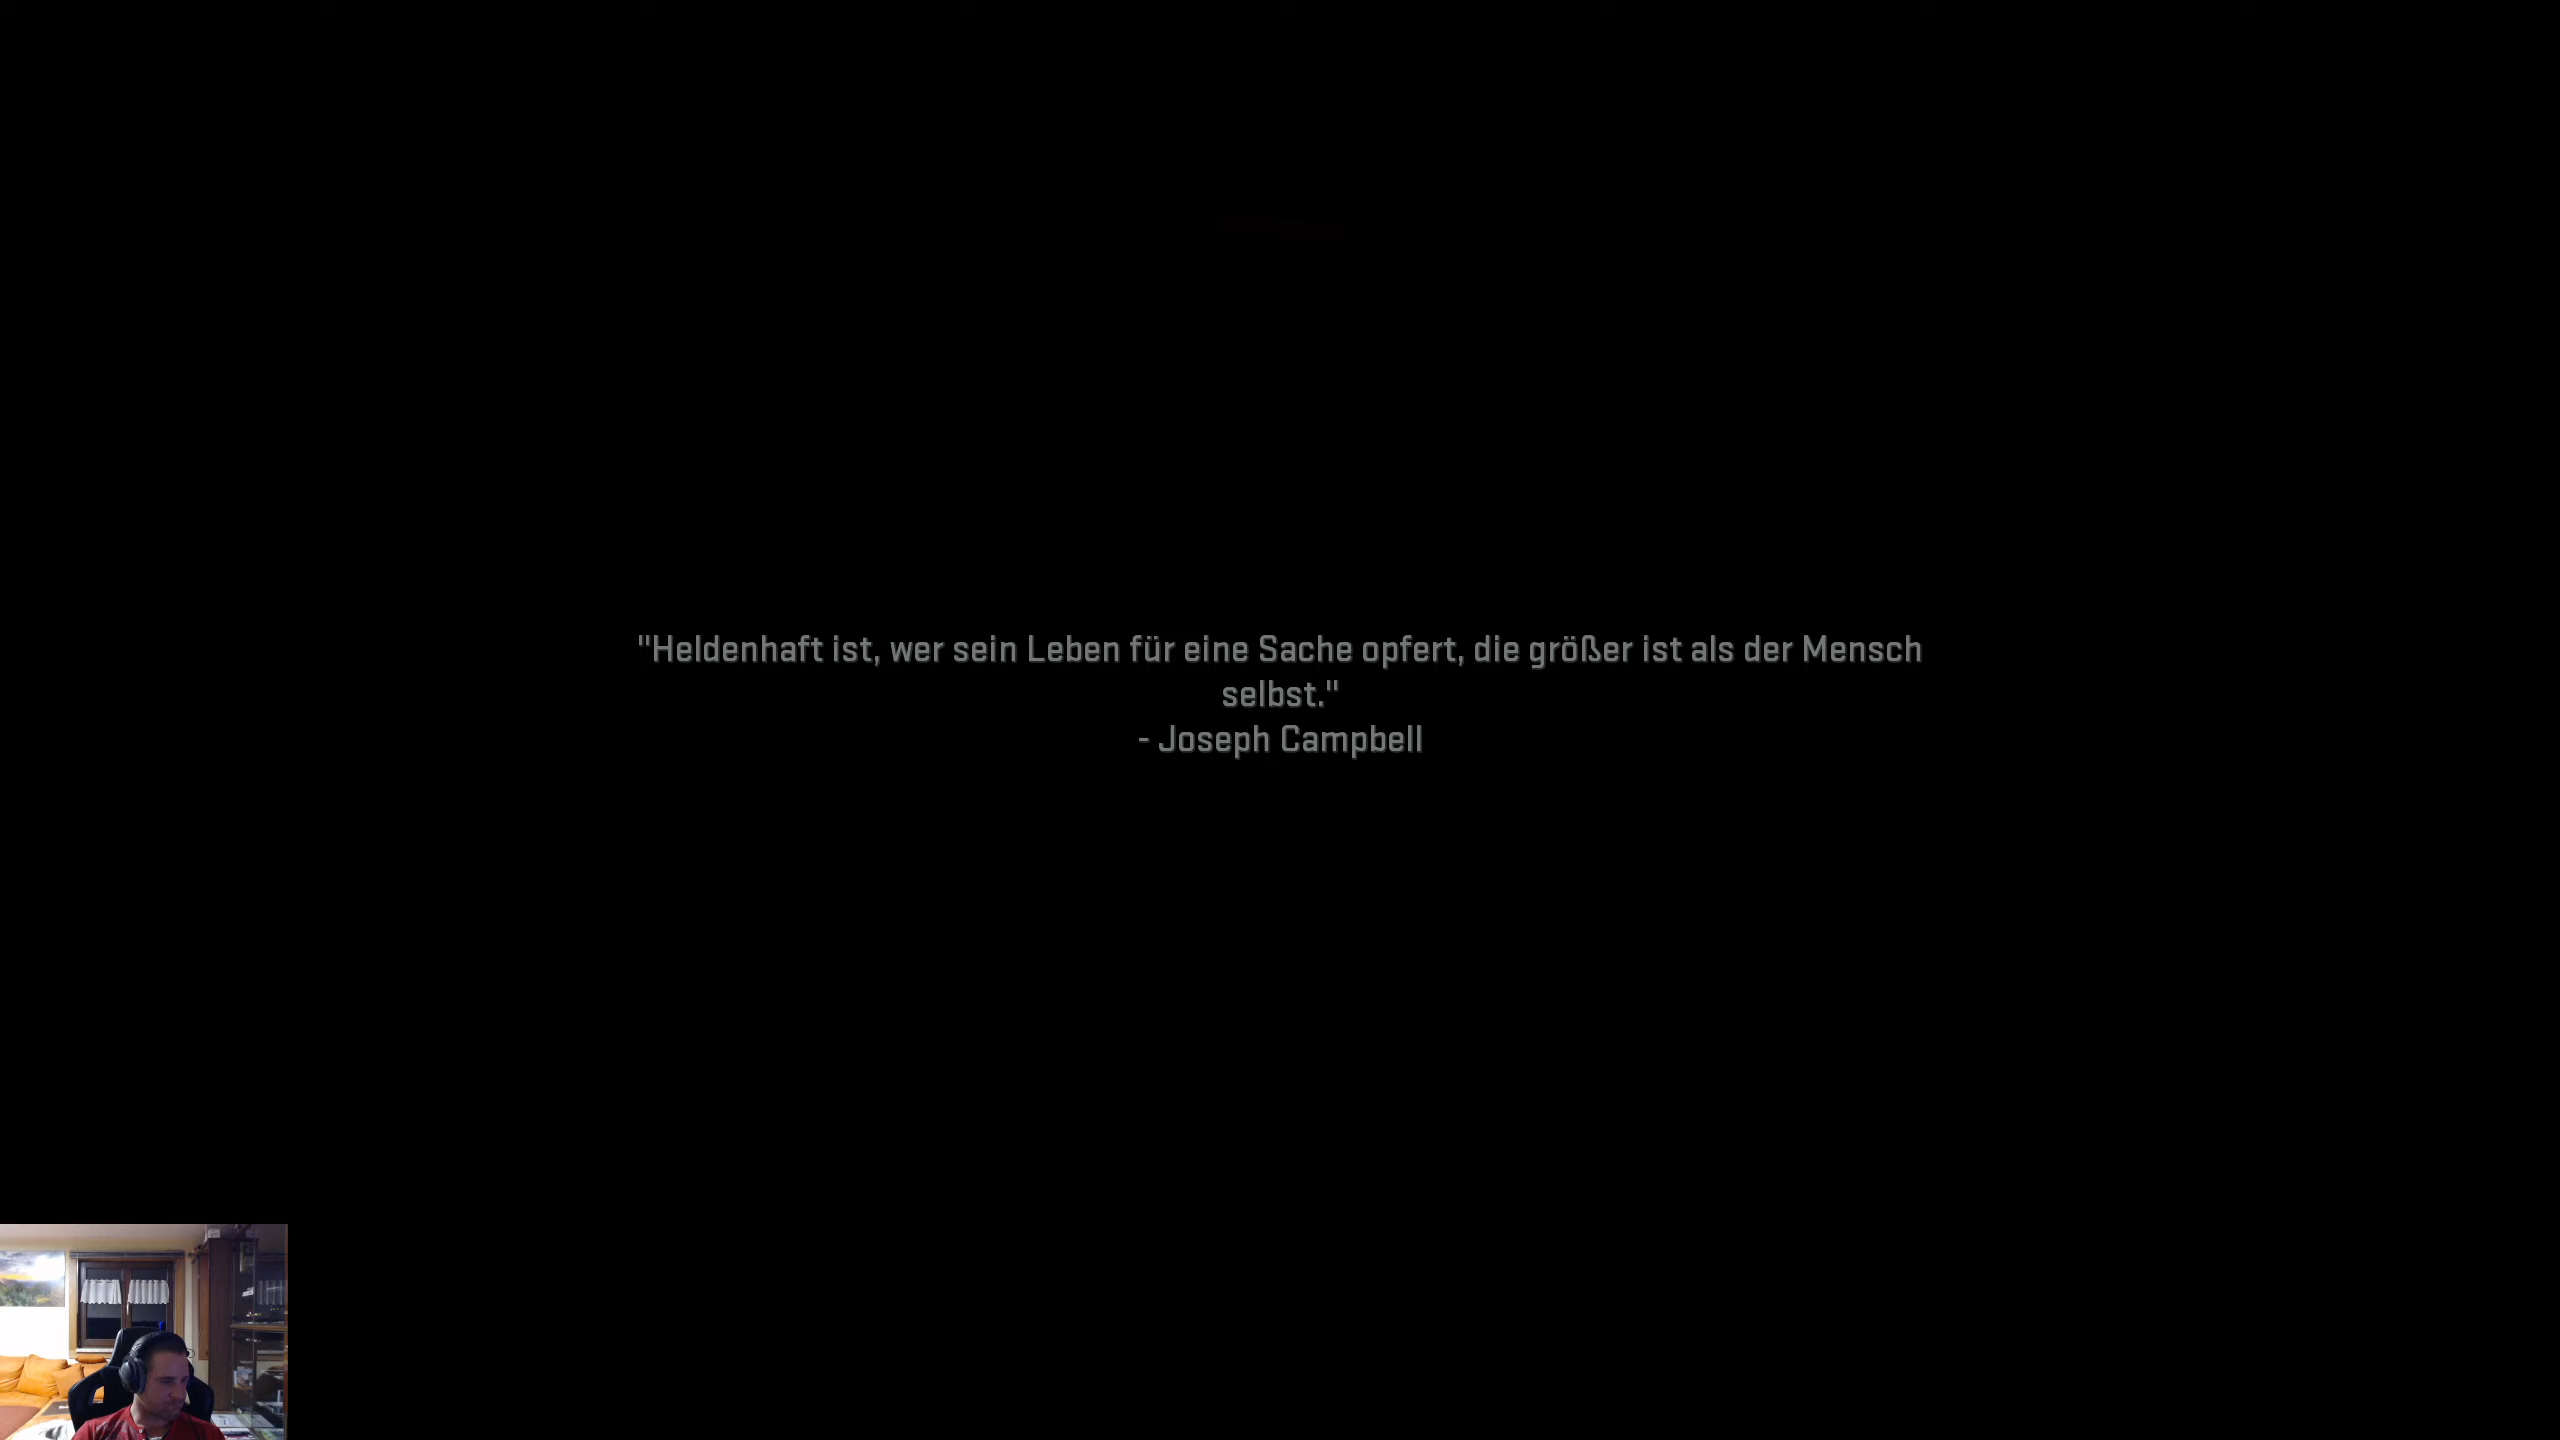 "Heldenhaft ist, wer sein Leben für eine Sache opfert, die größer ist als der Mensch
selbst."
- Joseph Campbell